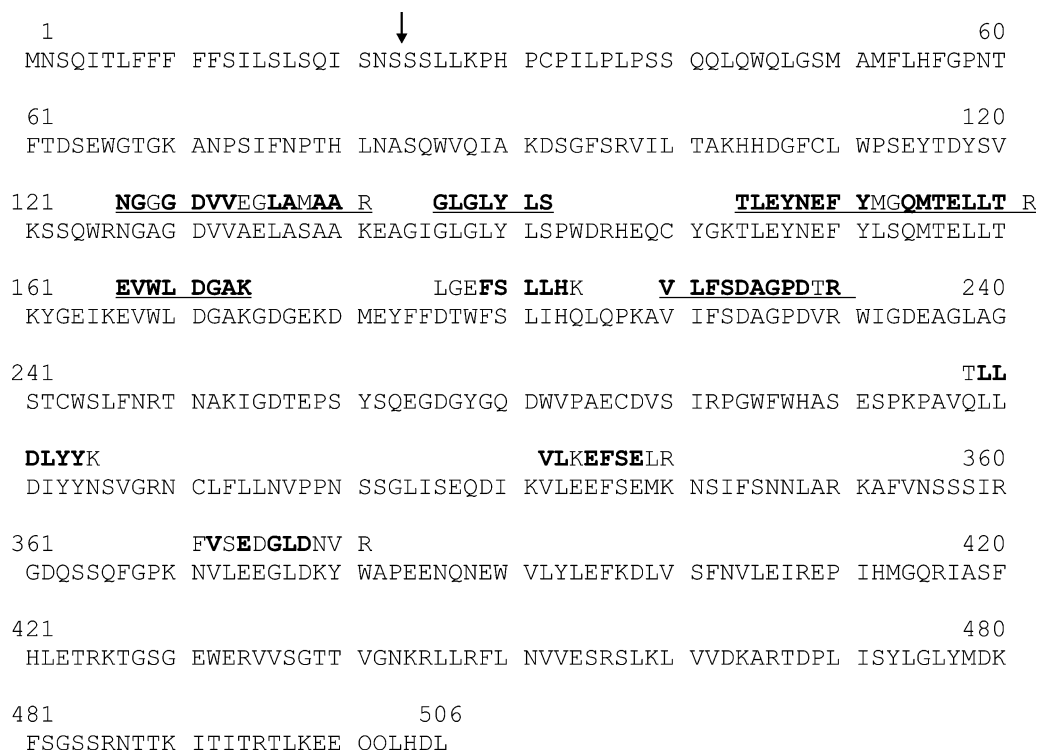 1 60
MNSQITLFFF FFSILSLSQI SNSSSLLKPH PCPILPLPSS QQLQWQLGSM AMFLHFGPNT
61 120
FTDSEWGTGK ANPSIFNPTH LNASQWVQIA KDSGFSRVIL TAKHHDGFCL WPSEYTDYSV
121 NGGG DVVEGLAMAA R GLGLY LS TLEYNEF YMGQMTELLT R
KSSQWRNGAG DVVAELASAA KEAGIGLGLY LSPWDRHEQC YGKTLEYNEF YLSQMTELLT
161 EVWL DGAK LGEFS LLHK V LFSDAGPDTR 240
KYGEIKEVWL DGAKGDGEKD MEYFFDTWFS LIHQLQPKAV IFSDAGPDVR WIGDEAGLAG
241 TLL
STCWSLFNRT NAKIGDTEPS YSQEGDGYGQ DWVPAECDVS IRPGWFWHAS ESPKPAVQLL
DLYYK VLKEFSELR 360
DIYYNSVGRN CLFLLNVPPN SSGLISEQDI KVLEEFSEMK NSIFSNNLAR KAFVNSSSIR
361 FVSEDGLDNV R 420
GDQSSQFGPK NVLEEGLDKY WAPEENQNEW VLYLEFKDLV SFNVLEIREP IHMGQRIASF
421 480
HLETRKTGSG EWERVVSGTT VGNKRLLRFL NVVESRSLKL VVDKARTDPL ISYLGLYMDK
481 506
FSGSSRNTTK ITITRTLKEE QQLHDL